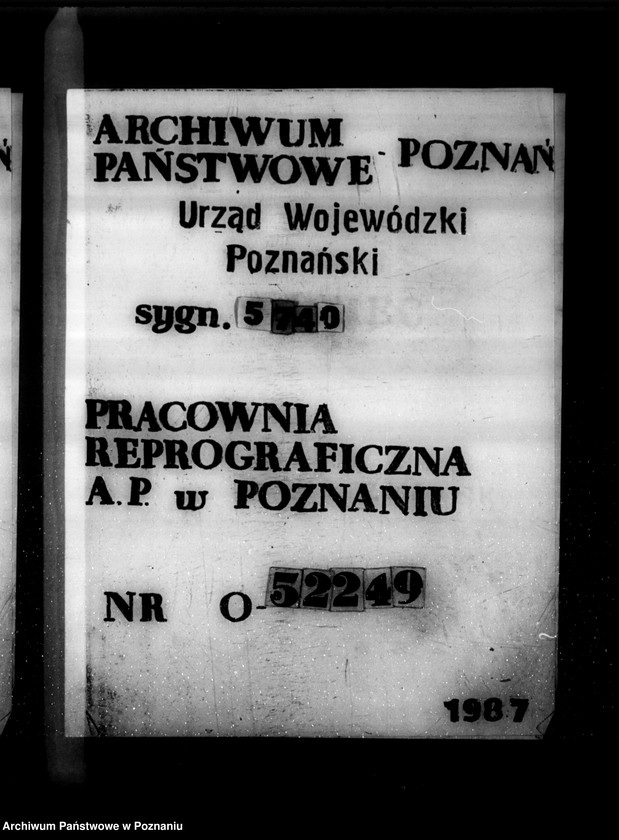 ARCHIWUM
PAŃSTWOWE - POZNAŃ
Urząd Wojewódzki
Poznański
sygn. 5740
PRACOWNIA
REPROGRAFICZNA
A.P. w POZNANIU
NR O-52249
1987
Archiwum Państwowe w Poznaniu